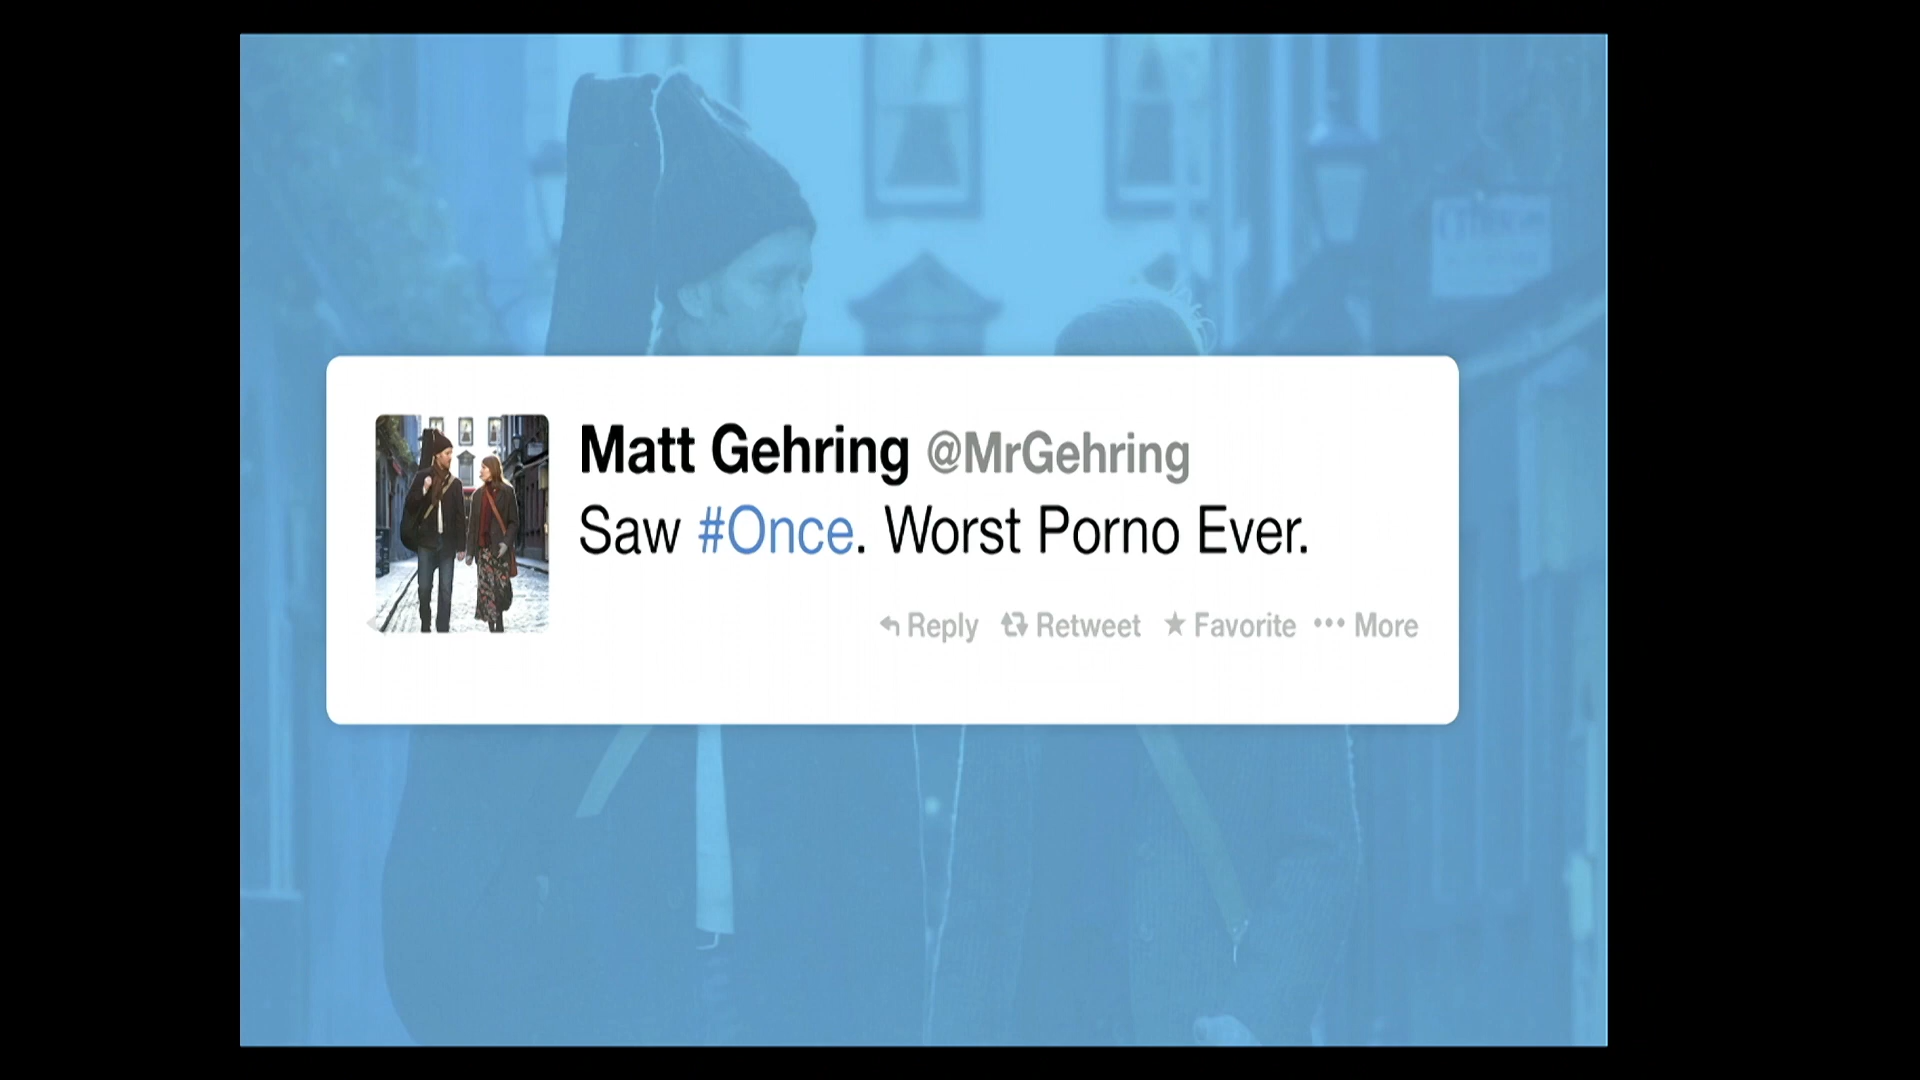 Matt Gehring @MrGehring
Saw #Once. Worst Porno Ever.
Reply Retweet Favorite ••• More